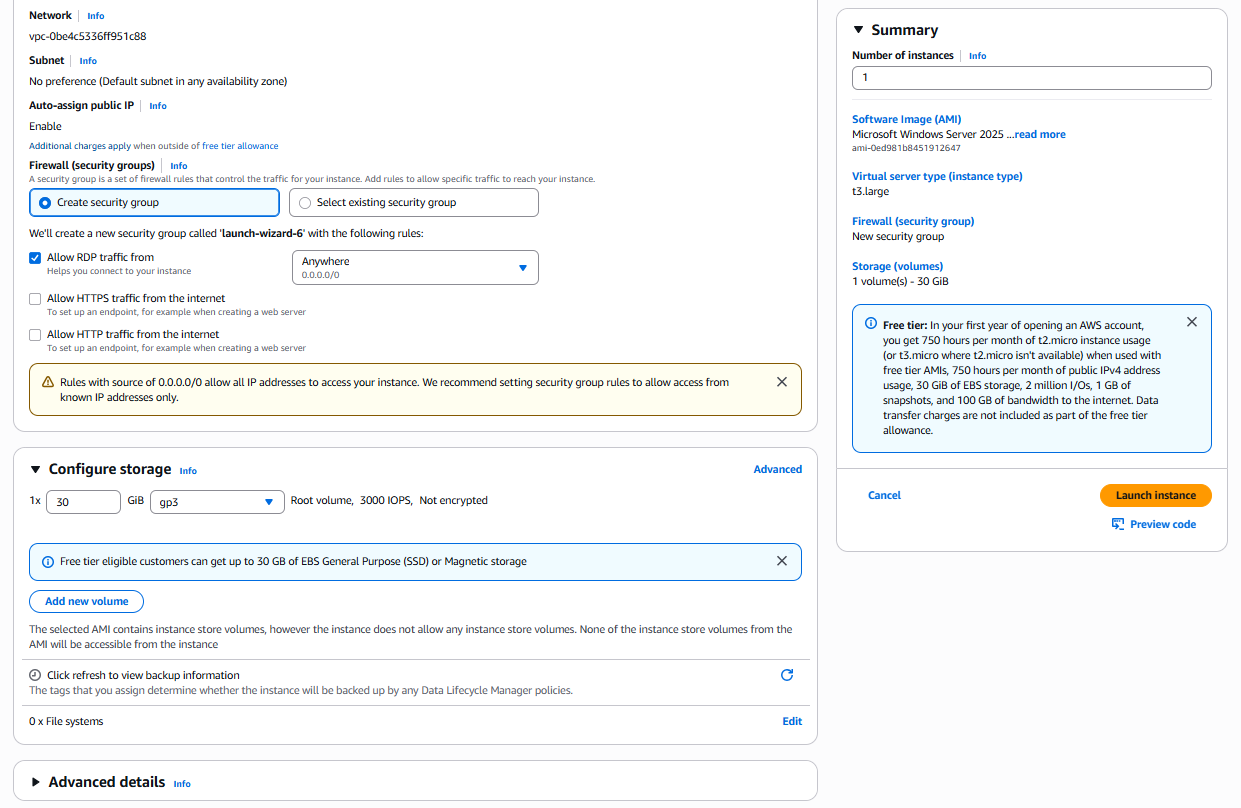 Network Info
vpc-0be4c5336ff951c88
Subnet Info
No preference (Default subnet in any availability zone)
Auto-assign public IP Info
Enable
Additional charges apply when outside of free tier allowance
Firewall (security groups) Info
A security group is a set of firewall rules that control the traffic for your instance. Add rules to allow specific traffic to reach your instance.
Create security group
Select existing security group
We'll create a new security group called 'launch-wizard-6' with the following rules:
Allow RDP traffic from
Helps you connect to your instance
Anywhere
0.0.0.0/0
Allow HTTPS traffic from the internet
To set up an endpoint, for example when creating a web server
Allow HTTP traffic from the internet
To set up an endpoint, for example when creating a web server
Rules with source of 0.0.0.0/0 allow all IP addresses to access your instance. We recommend setting security group rules to allow access from
known IP addresses only.
Configure storage Info
Advanced
1x 30 GiB gp3 Root volume, 3000 IOPS, Not encrypted
Free tier eligible customers can get up to 30 GB of EBS General Purpose (SSD) or Magnetic storage
Add new volume
The selected AMI contains instance store volumes, however the instance does not allow any instance store volumes. None of the instance store volumes from the
AMI will be accessible from the instance
Click refresh to view backup information
The tags that you assign determine whether the instance will be backed up by any Data Lifecycle Manager policies.
0 x File systems
Edit
Advanced details Info
Summary
Number of instances Info
1
Software Image (AMI)
Microsoft Windows Server 2025 ...read more
ami-0ed981b8451912647
Virtual server type (instance type)
t3.large
Firewall (security group)
New security group
Storage (volumes)
1 volume(s) - 30 GiB
Free tier: In your first year of opening an AWS account,
you get 750 hours per month of t2.micro instance usage
(or t3.micro where t2.micro isn't available) when used with
free tier AMIs, 750 hours per month of public IPv4 address
usage, 30 GiB of EBS storage, 2 million I/Os, 1 GB of
snapshots, and 100 GB of bandwidth to the internet. Data
transfer charges are not included as part of the free tier
allowance.
Cancel
Launch instance
Preview code